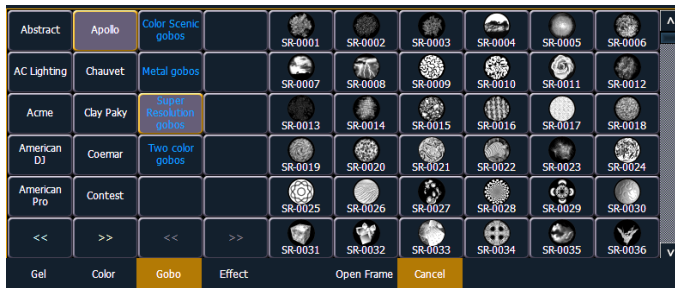 Abstract
Apollo
Color Scenic
gobos
SR-0001
SR-0002
SR-0003
SR-0004
SR-0005
SR-0006
AC Lighting
Chauvet
Metal gobos
SR-0007
SR-0008
SR-0009
SR-0010
SR-0011
SR-0012
Acme
Clay Paky
Super
Resolution
gobos
SR-0013
SR-0014
SR-0015
SR-0016
SR-0017
SR-0018
American
DJ
Coemar
Two color
gobos
SR-0019
SR-0020
SR-0021
SR-0022
SR-0023
SR-0024
American
Pro
Contest
SR-0025
SR-0026
SR-0027
SR-0028
SR-0029
SR-0030
<<
>>
<<
>>
SR-0031
SR-0032
SR-0033
SR-0034
SR-0035
SR-0036
Gel
Color
Gobo
Effect
Open Frame
Cancel